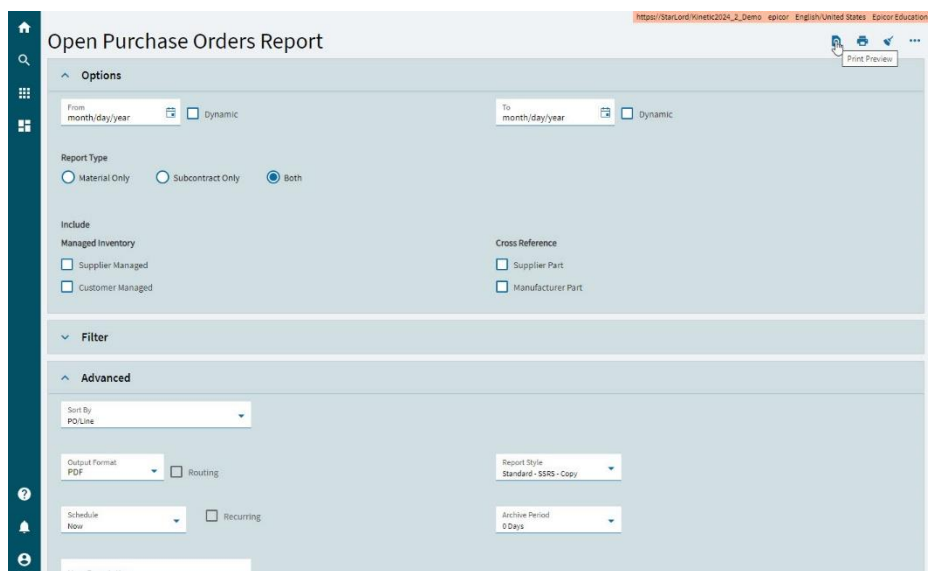 https://StarLord/Kinetic2024_2_Demo epicor English/United States Epicor Education
Open Purchase Orders Report
Print Preview
Options
From
month/day/year
Dynamic
To
month/day/year
Dynamic
Report Type
Material Only Subcontract Only Both
Include
Managed Inventory
Supplier Managed
Customer Managed
Cross Reference
Supplier Part
Manufacturer Part
Filter
Advanced
Sort By
PO/Line
Output Format
PDF
Routing
Report Style
Standard - SSRS - Copy
Schedule
Now
Recurring
Archive Period
0 Days